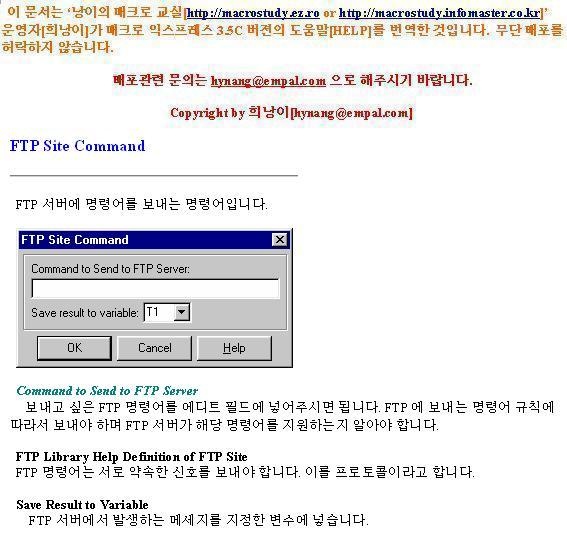 이 문서는 ‘낭이의 매크로 교실[http://macrostudy.ez.ro or http://macrostudy.infomaster.co.kr]’
운영자[희낭이]가 매크로 익스프레스 3.5C 버젼의 도움말[HELP]를 번역한 것입니다. 무단 배포를
허락하지 않습니다.
배포관련 문의는 hynang@empal.com 으로 해주시기 바랍니다.
Copyright by 희낭이[hynang@empal.com]
FTP Site Command
FTP 서버에 명령어를 보내는 명령어입니다.
FTP Site Command
Command to Send to FTP Server:
Save result to variable: T1
OK Cancel Help
Command to Send to FTP Server
보내고 싶은 FTP 명령어를 에디트 필드에 넣어주시면 됩니다. FTP 에 보내는 명령어 규칙에
따라서 보내야 하며 FTP 서버가 해당 명령어를 지원하는지 알아야 합니다.
FTP Library Help Definition of FTP Site
FTP 명령어는 서로 약속한 신호를 보내야 합니다. 이를 프로토콜이라고 합니다.
Save Result to Variable
FTP 서버에서 발생하는 메세지를 지정한 변수에 넣습니다.